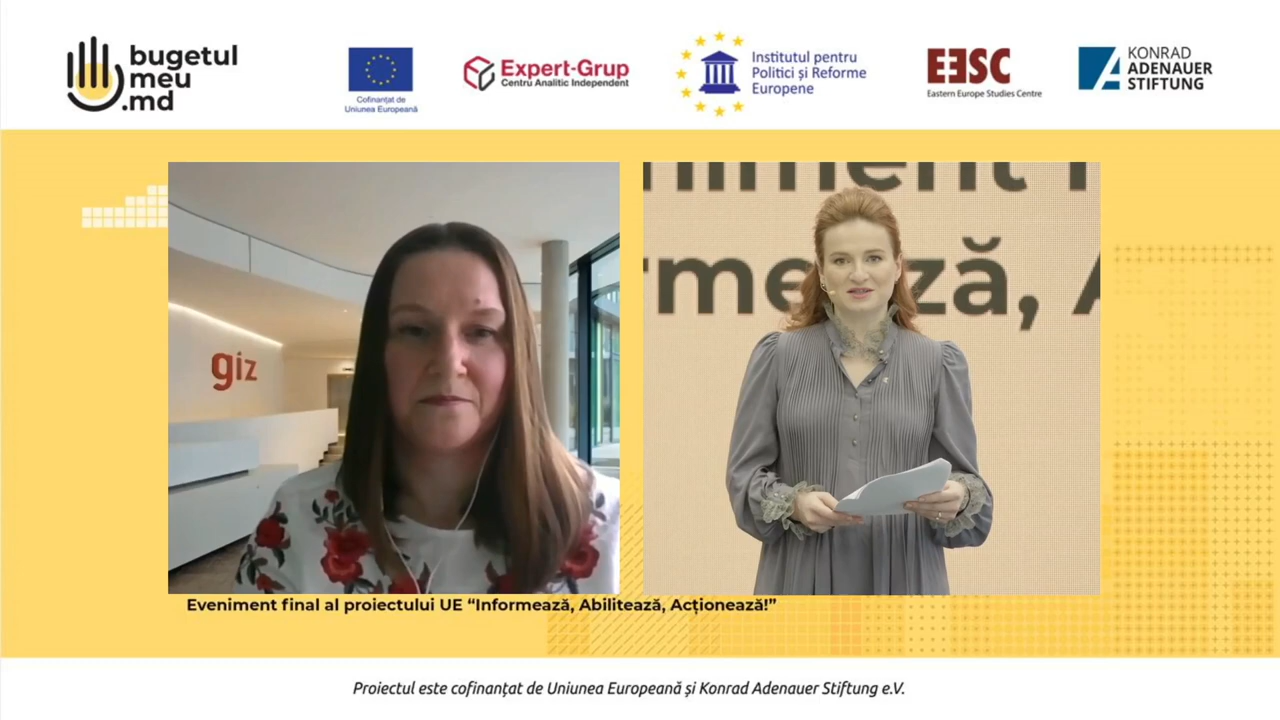 bugetul
meu
.md
Cofinanțat de
Uniunea Europeană
Expert-Grup
Centru Analitic Independent
Institutul pentru
Politici și Reforme
Europene
EESC
Eastern Europe Studies Centre
KONRAD
ADENAUER
STIFTUNG
giz
niment
rmează, A
Eveniment final al proiectului UE “Informează, Abilitează, Acționează!”
Proiectul este cofinanțat de Uniunea Europeană și Konrad Adenauer Stiftung e.V.